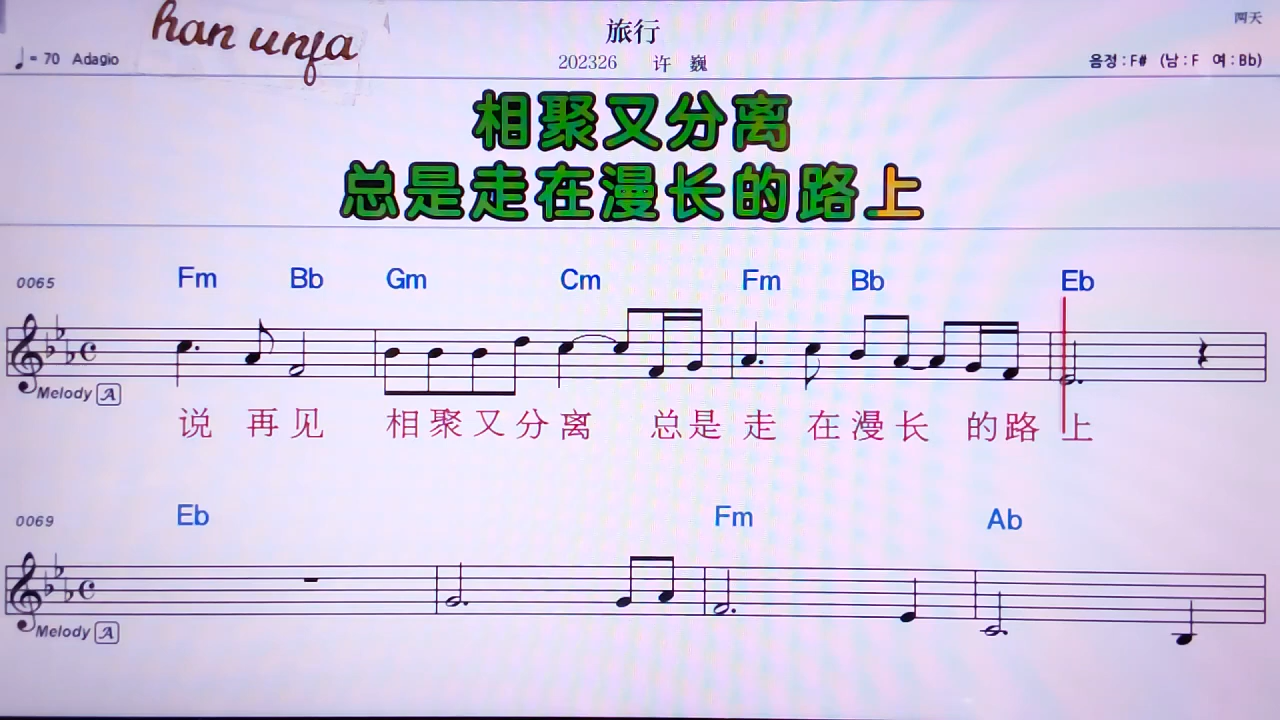 han unfa
旅行
两天
♩= 70 Adagio
202326 许 巍
음정 : F# (남 : F 여 : Bb)
相聚又分离
总是走在漫长的路上
0065
Fm Bb Gm Cm Fm Bb Eb
Melody A
说 再 见 相 聚 又 分 离 总 是 走 在 漫 长 的 路 上
0069
Eb Fm Ab
Melody A